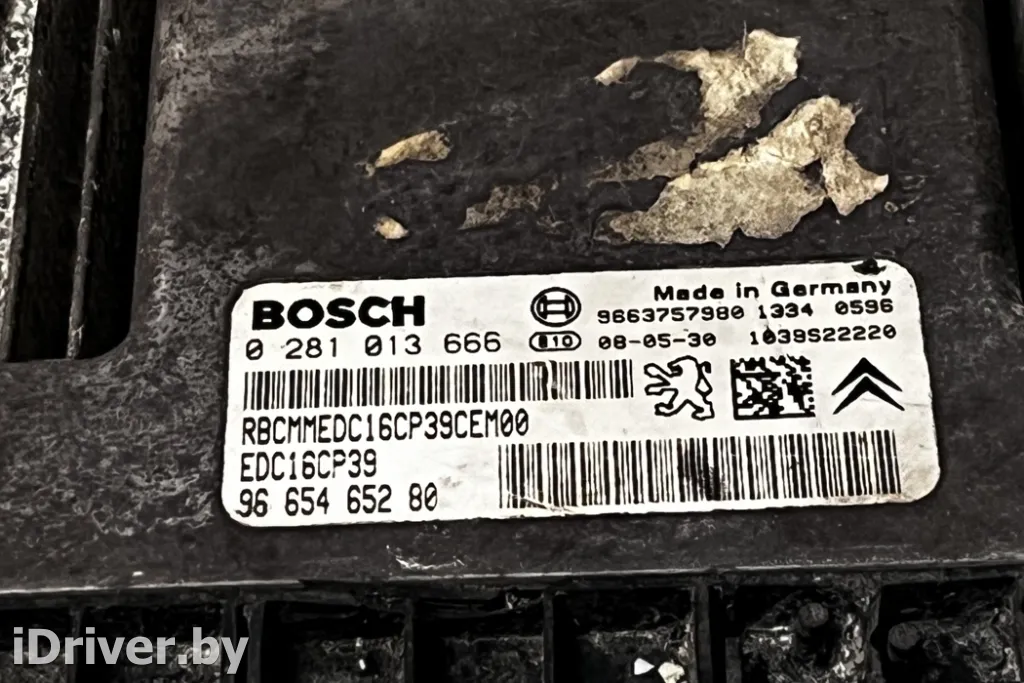 BOSCH
Made in Germany
9663757980 1334 0596
0 281 013 666
810 08-05-30 1039S22220
RBCMMEDC16CP39CEM00
EDC16CP39
96 654 652 80
iDriver.by